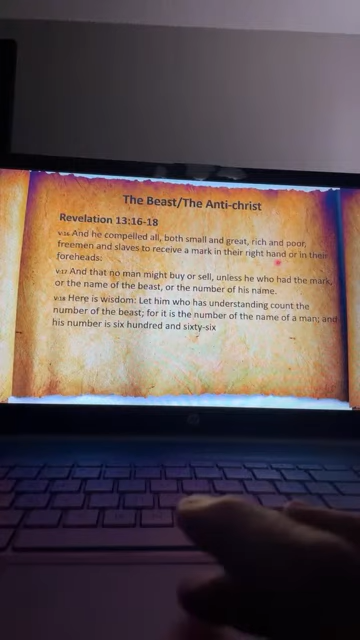 The Beast/The Anti-christ
Revelation 13:16-18
v:16 And he compelled all, both small and great, rich and poor,
freemen and slaves to receive a mark in their right hand or in their
foreheads:
v:17 And that no man might buy or sell, unless he who had the mark,
or the name of the beast, or the number of his name.
v:18 Here is wisdom: Let him who has understanding count the
number of the beast; for it is the number of the name of a man; and
his number is six hundred and sixty-six